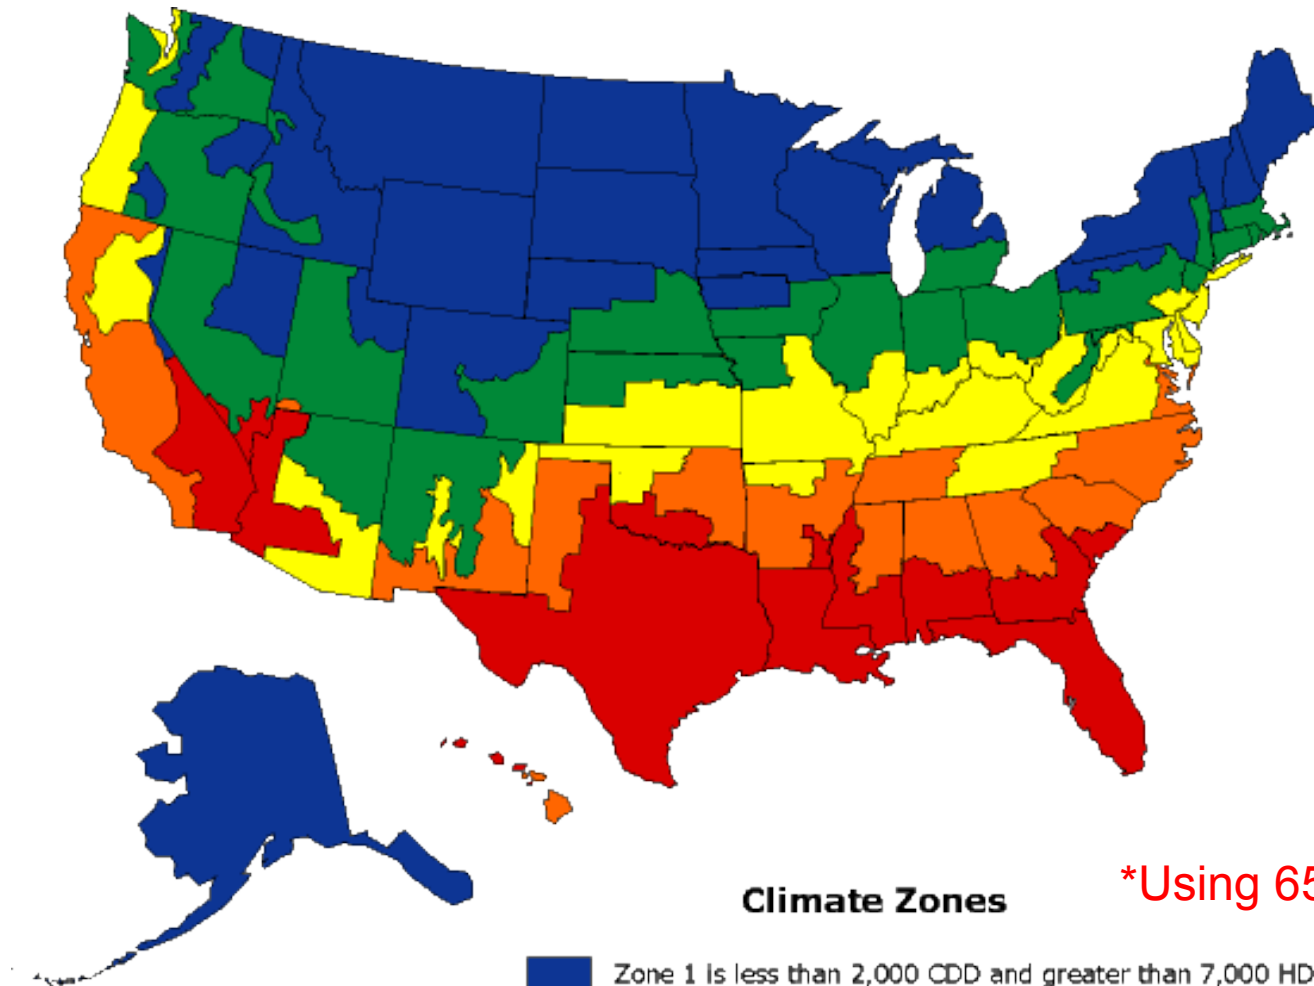 *Using 65
Climate Zones
Zone 1 is less than 2,000 CDD and greater than 7,000 HD